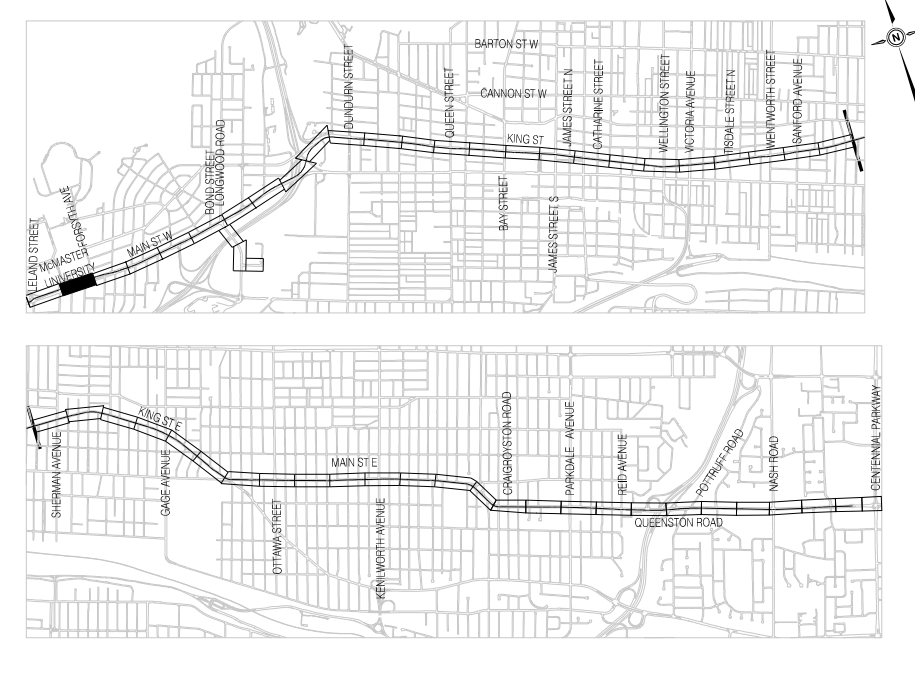 N
BARTON ST W
CANNON ST W
DUNDURN STREET
QUEEN STREET
JAMES STREET N
CATHARINE STREET
WELLINGTON STREET
VICTORIA AVENUE
TISDALE STREET N
WENTWORTH STREET
SANFORD AVENUE
KING ST
BOND STREET
LONGWOOD ROAD
BAY STREET
JAMES STREET S
LELAND STREET
FORSYTH AVE
McMASTER
UNIVERSITY
MAIN ST W
KING ST E
SHERMAN AVENUE
GAGE AVENUE
MAIN ST E
OTTAWA STREET
KENILWORTH AVENUE
CRAIGROYSTON ROAD
PARKDALE AVENUE
REID AVENUE
POTTRUFF ROAD
NASH ROAD
CENTENNIAL PARKWAY
QUEENSTON ROAD